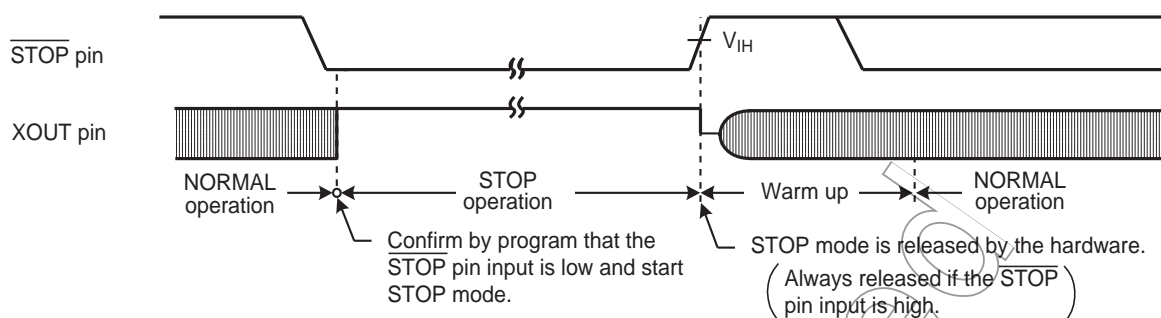 STOP pin
VIH
XOUT pin
NORMAL
operation
STOP
operation
Warm up
NORMAL
operation
Confirm by program that the
STOP pin input is low and start
STOP mode.
STOP mode is released by the hardware.
Always released if the STOP
pin input is high.